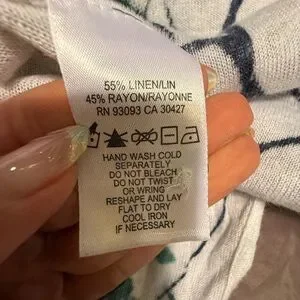 55% LINEN/LIN
45% RAYON/RAYONNE
RN 93093 CA 30427
HAND WASH COLD
SEPARATELY
DO NOT BLEACH
DO NOT TWIST
OR WRING
RESHAPE AND LAY
FLAT TO DRY
COOL IRON
IF NECESSARY